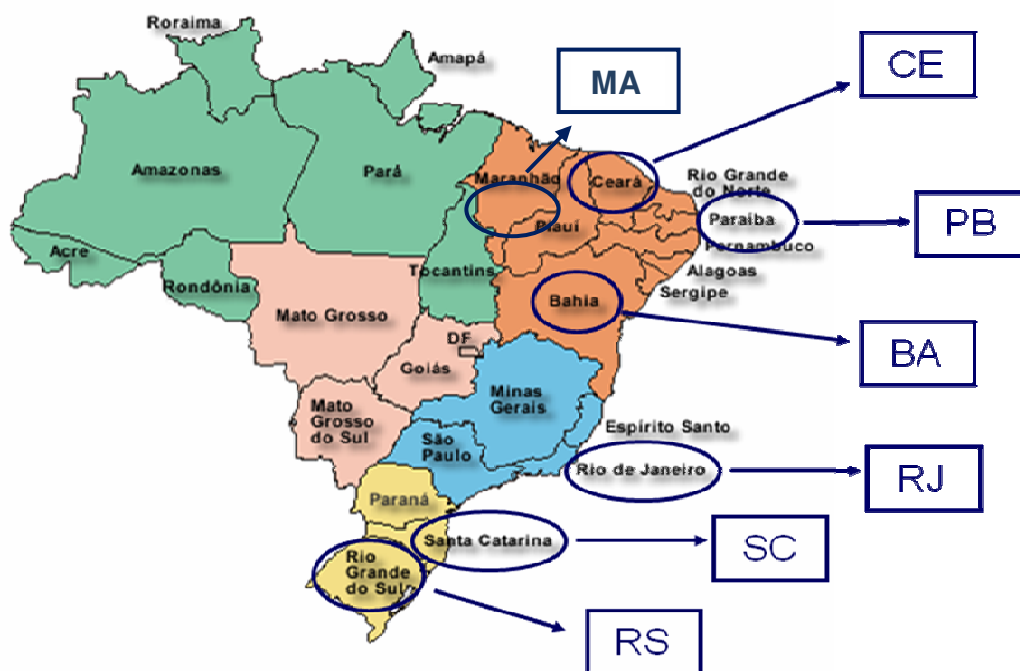 Roraima
Amapá
MA
CE
Amazonas
Pará
Maranhão
Ceará
Rio Grande
do Norte
Paraiba
PB
Piauí
Pernambuco
Acre
Rondônia
Tocantins
Alagoas
Sergipe
Bahia
Mato Grosso
BA
DF
Goiás
Minas
Gerais
Mato
Grosso
do Sul
São
Paulo
Espírito Santo
Rio de Janeiro
RJ
Paraná
Santa Catarina
SC
Rio
Grande
do Sul
RS